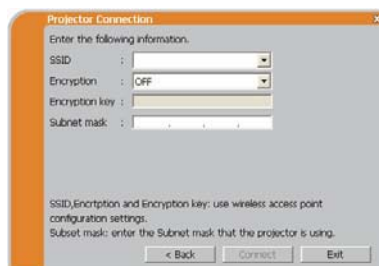 Projector Connection x
Enter the following information.
SSID :
Encryption : OFF
Encryption key :
Subnet mask : . . .
SSID,Encrtption and Encryption key: use wireless access point
configuration settings.
Subset mask: enter the Subnet mask that the projector is using.
< Back Connect Exit